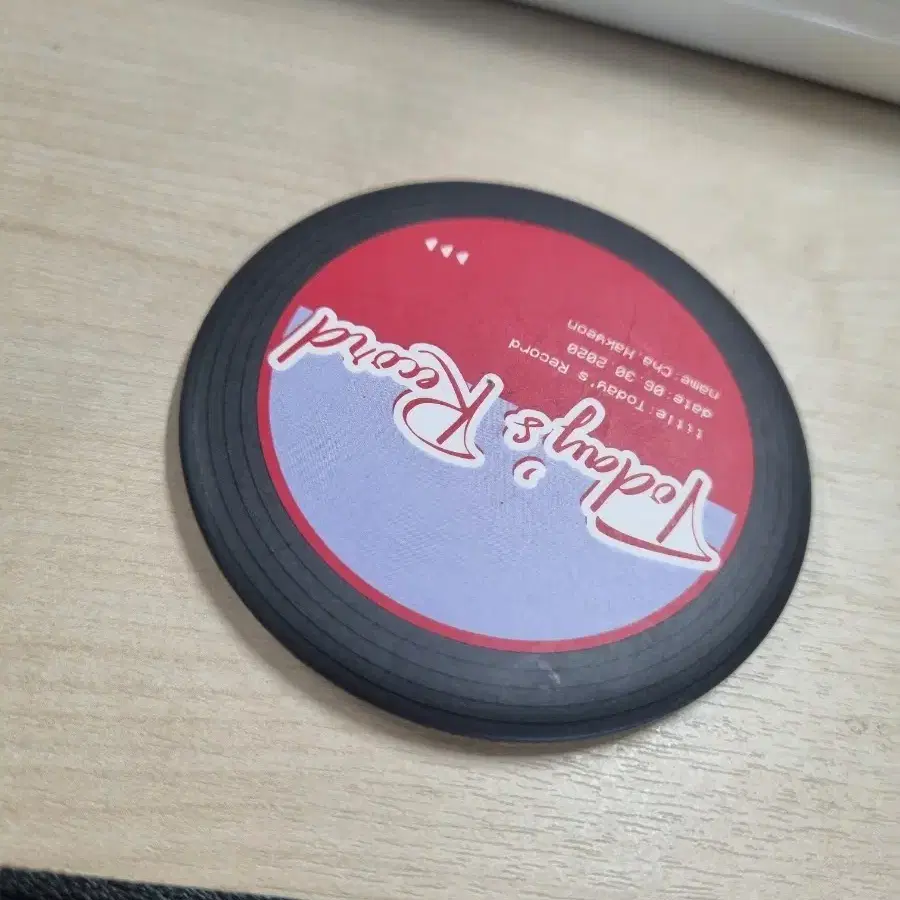 Today's Record
title:Today's Record
date:06.30.2020
name:Cha.Hakyeon